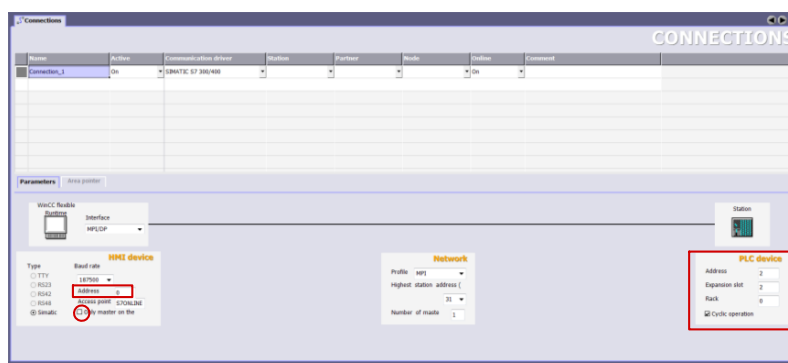 Connections
CONNECTIONS
Name Active Communication driver Station Partner Node Online Comment
Connection_1 On SIMATIC S7 300/400 On
Parameters Area pointer
WinCC flexible
Runtime
Interface
MPI/DP
Station
HMI device
Type Baud rate
TTY
187500
RS232
Address 0
RS422
Access point S7ONLINE
RS485
Simatic Only master on the
Network
Profile MPI
Highest station address (
31
Number of maste 1
PLC device
Address 2
Expansion slot 2
Rack 0
Cyclic operation